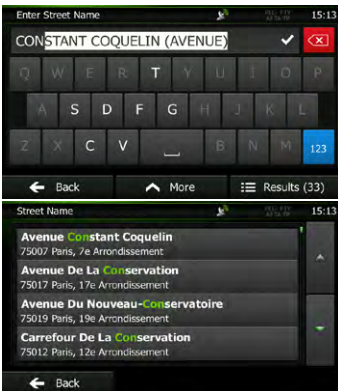 Enter Street Name 15:13
CONSTANT COQUELIN (AVENUE)
Q W E R T Y U I O P
A S D F G H J K L
Z X C V B N M 123
Back More Results (33)
Street Name 15:13
Avenue Constant Coquelin
75007 Paris, 7e Arrondissement
Avenue De La Conservation
75017 Paris, 17e Arrondissement
Avenue Du Nouveau-Conservatoire
75019 Paris, 19e Arrondissement
Carrefour De La Conservation
75012 Paris, 12e Arrondissement
Back